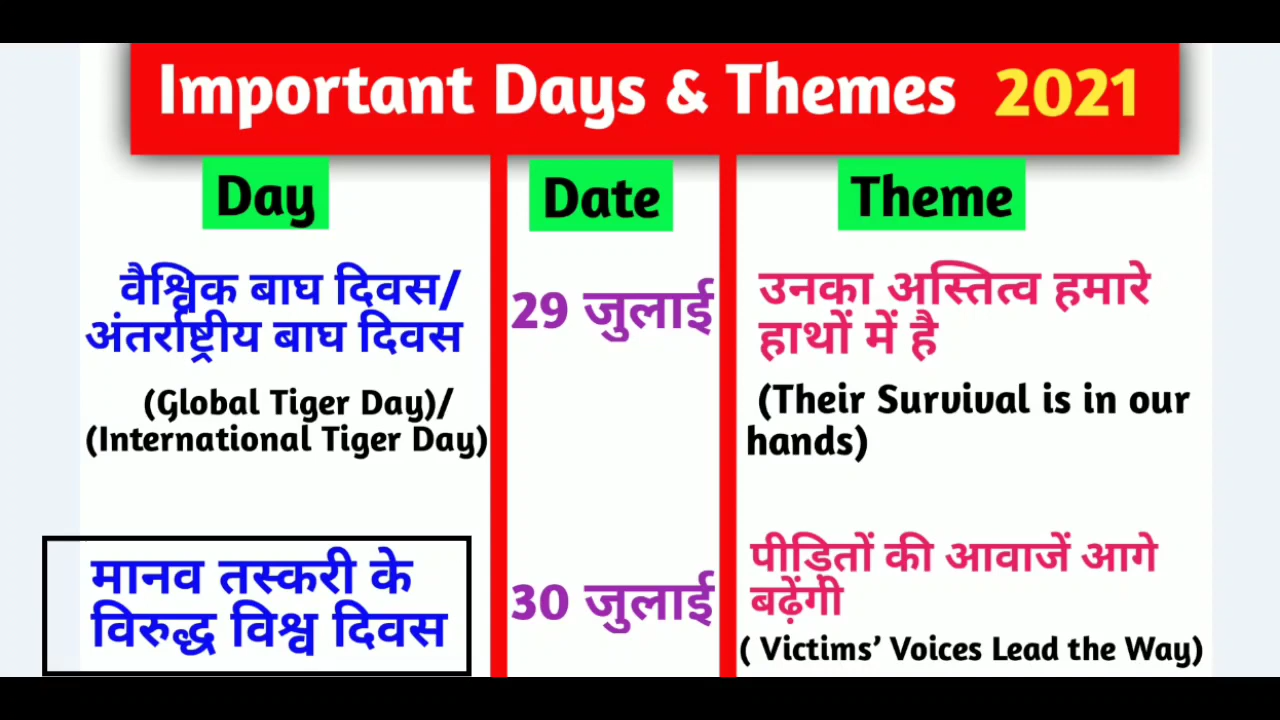 Important Days & Themes 2021
Day
Date
Theme
वैश्विक बाघ दिवस/
अंतर्राष्ट्रीय बाघ दिवस
(Global Tiger Day)/
(International Tiger Day)
29 जुलाई
उनका अस्तित्व हमारे
हाथों में है
(Their Survival is in our
hands)
मानव तस्करी के
विरुद्ध विश्व दिवस
30 जुलाई
पीड़ितों की आवाजें आगे
बढ़ेंगी
( Victims’ Voices Lead the Way)